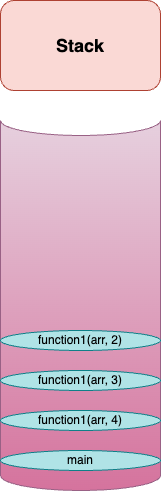 Stack
function1(arr, 2)
function1(arr, 3)
function1(arr, 4)
main